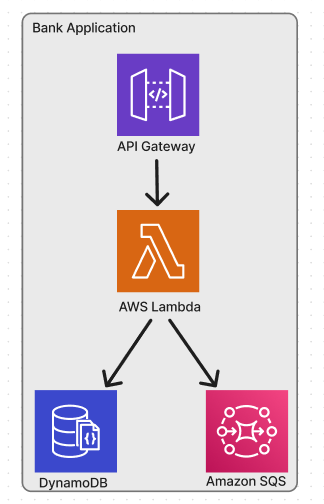 Bank Application
API Gateway
AWS Lambda
DynamoDB
Amazon SQS